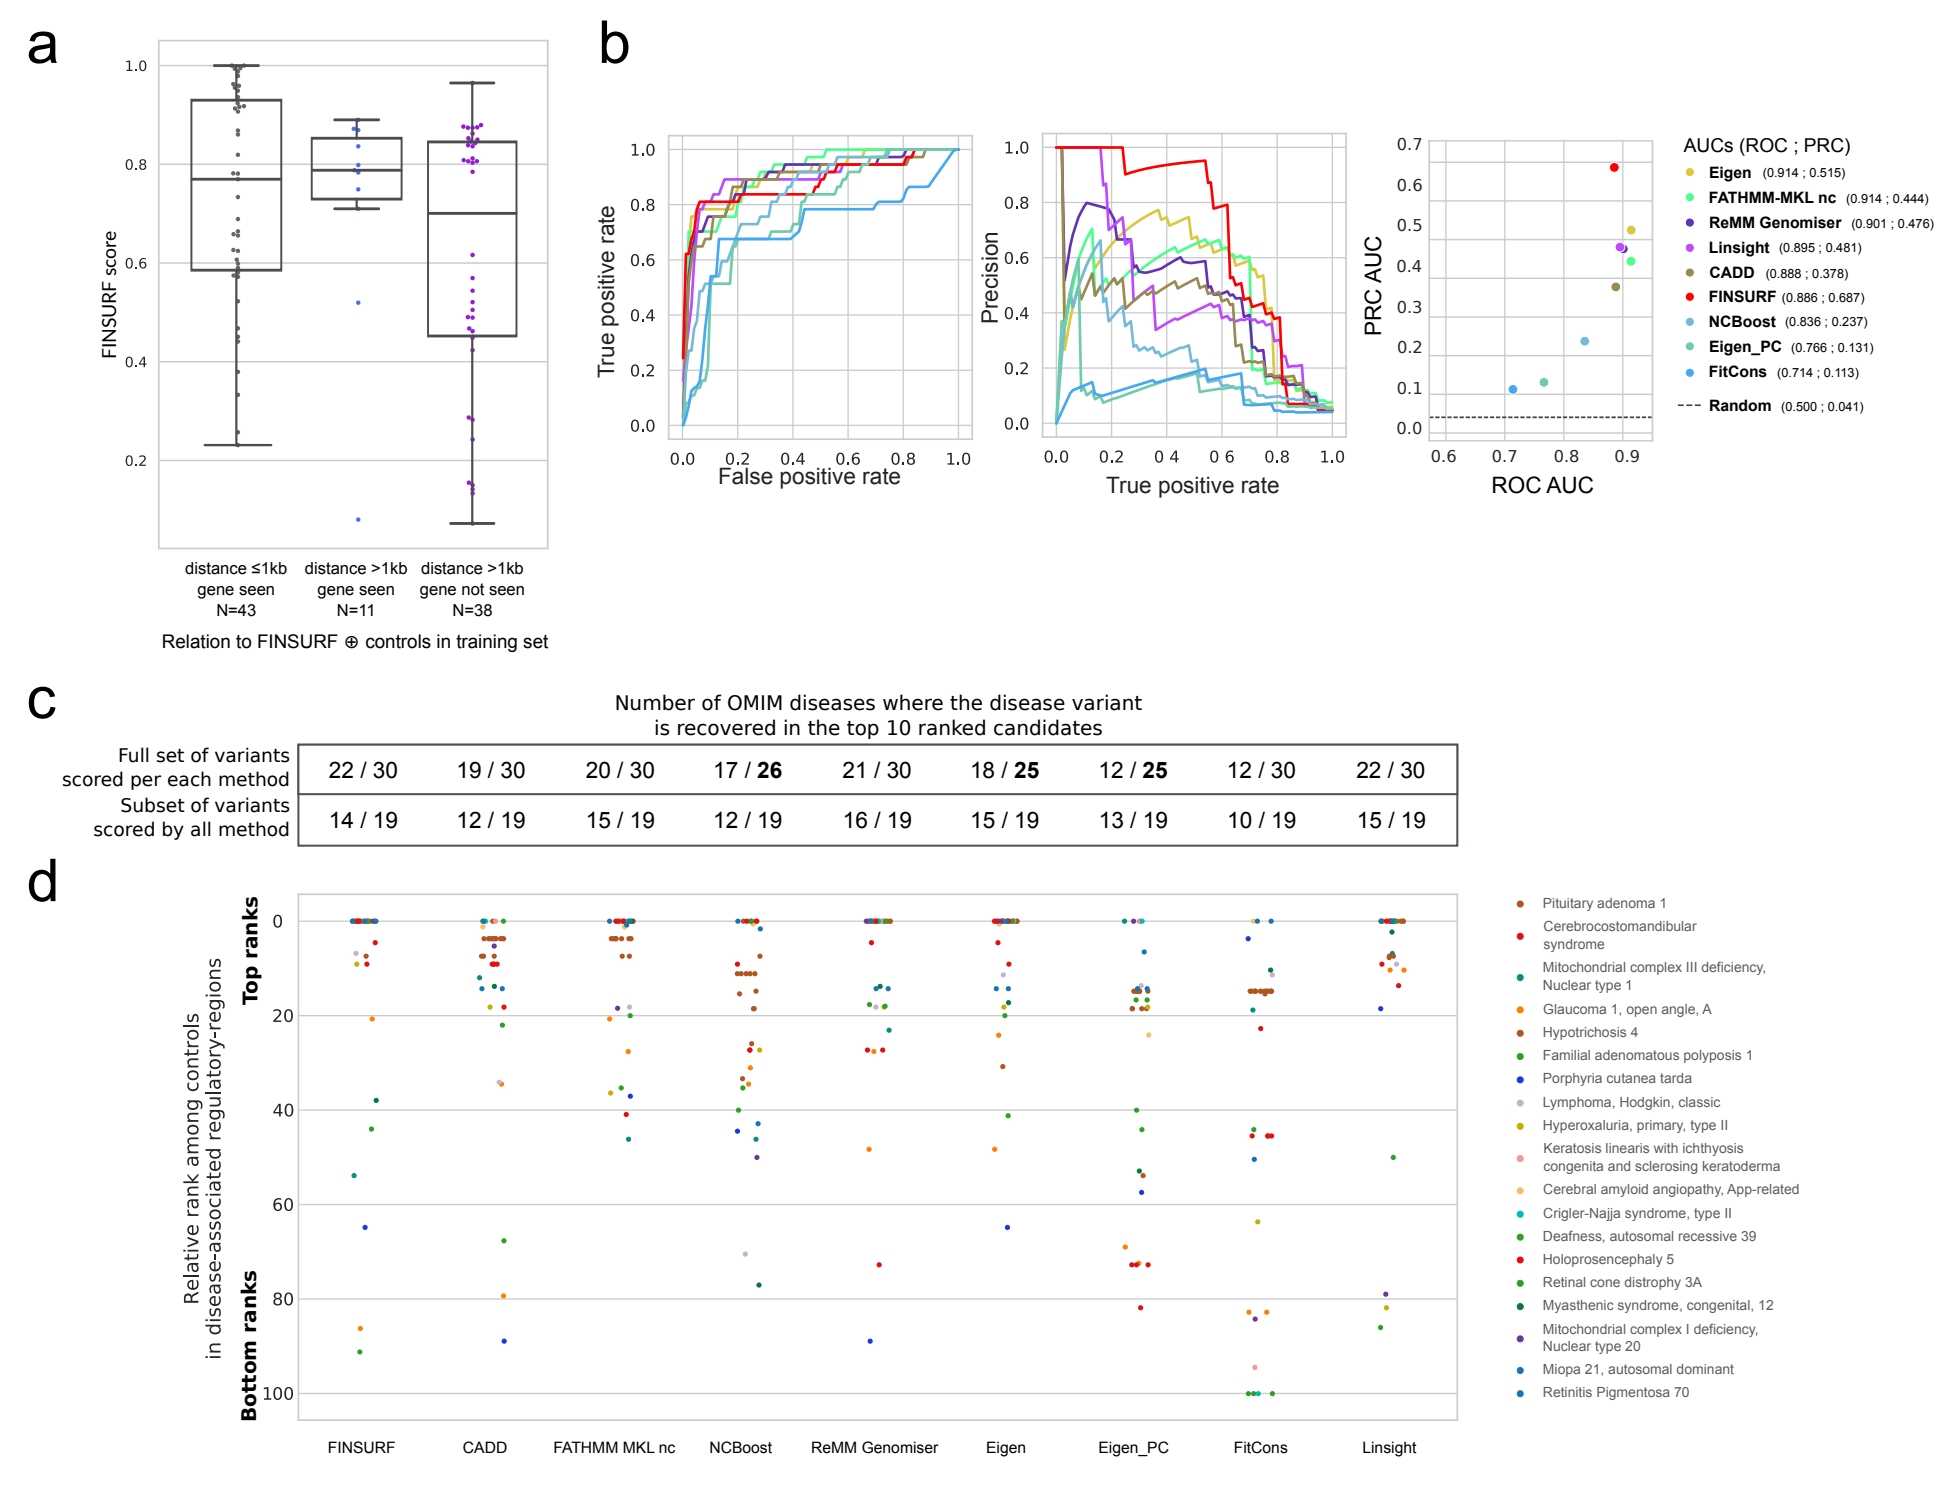 a
1.0
0.8
0.6
0.4
0.2
FINSURF score
distance ≤1kb
gene seen
N=43
distance >1kb
gene seen
N=11
distance >1kb
gene not seen
N=38
Relation to FINSURF ⊕ controls in training set
b
1.0
0.8
0.6
0.4
0.2
0.0
True positive rate
0.0 0.2 0.4 0.6 0.8 1.0
False positive rate
1.0
0.8
0.6
0.4
0.2
0.0
Precision
0.0 0.2 0 4 0 6 0.8 1.0
True positive rate
0.7
0.6
0.5
0.4
0.3
0.2
0.1
0.0
PRC AUC
0.6 0.7 0.8 0.9
ROC AUC
AUCs (ROC ; PRC)
Eigen (0.914 ; 0.515)
FATHMM-MKL nc (0.914 ; 0.444)
ReMM Genomiser (0.901 ; 0.476)
Linsight (0.895 ; 0.481)
CADD (0.888 ; 0.378)
FINSURF (0.886 ; 0.687)
NCBoost (0.836 ; 0.237)
Eigen_PC (0.766 ; 0.131)
FitCons (0.714 ; 0.113)
Random (0.500 ; 0.041)
c
Number of OMIM diseases where the disease variant
is recovered in the top 10 ranked candidates
Full set of variants
scored per each method
22 / 30 19 / 30 20 / 30 17 / 26 21 / 30 18 / 25 12 / 25 12 / 30 22 / 30
Subset of variants
scored by all method
14 / 19 12 / 19 15 / 19 12 / 19 16 / 19 15 / 19 13 / 19 10 / 19 15 / 19
d
Relative rank among controls
in disease-associated regulatory-regions
Top ranks
Bottom ranks
0
20
40
60
80
100
FINSURF CADD FATHMM MKL nc NCBoost ReMM Genomiser Eigen Eigen_PC FitCons Linsight
Pituitary adenoma 1
Cerebrocostomandibular
syndrome
Mitochondrial complex III deficiency,
Nuclear type 1
Glaucoma 1, open angle, A
Hypotrichosis 4
Familial adenomatous polyposis 1
Porphyria cutanea tarda
Lymphoma, Hodgkin, classic
Hyperoxaluria, primary, type II
Keratosis linearis with ichthyosis
congenita and sclerosing keratoderma
Cerebral amyloid angiopathy, App-related
Crigler-Najja syndrome, type II
Deafness, autosomal recessive 39
Holoprosencephaly 5
Retinal cone distrophy 3A
Myasthenic syndrome, congenital, 12
Mitochondrial complex I deficiency,
Nuclear type 20
Miopa 21, autosomal dominant
Retinitis Pigmentosa 70